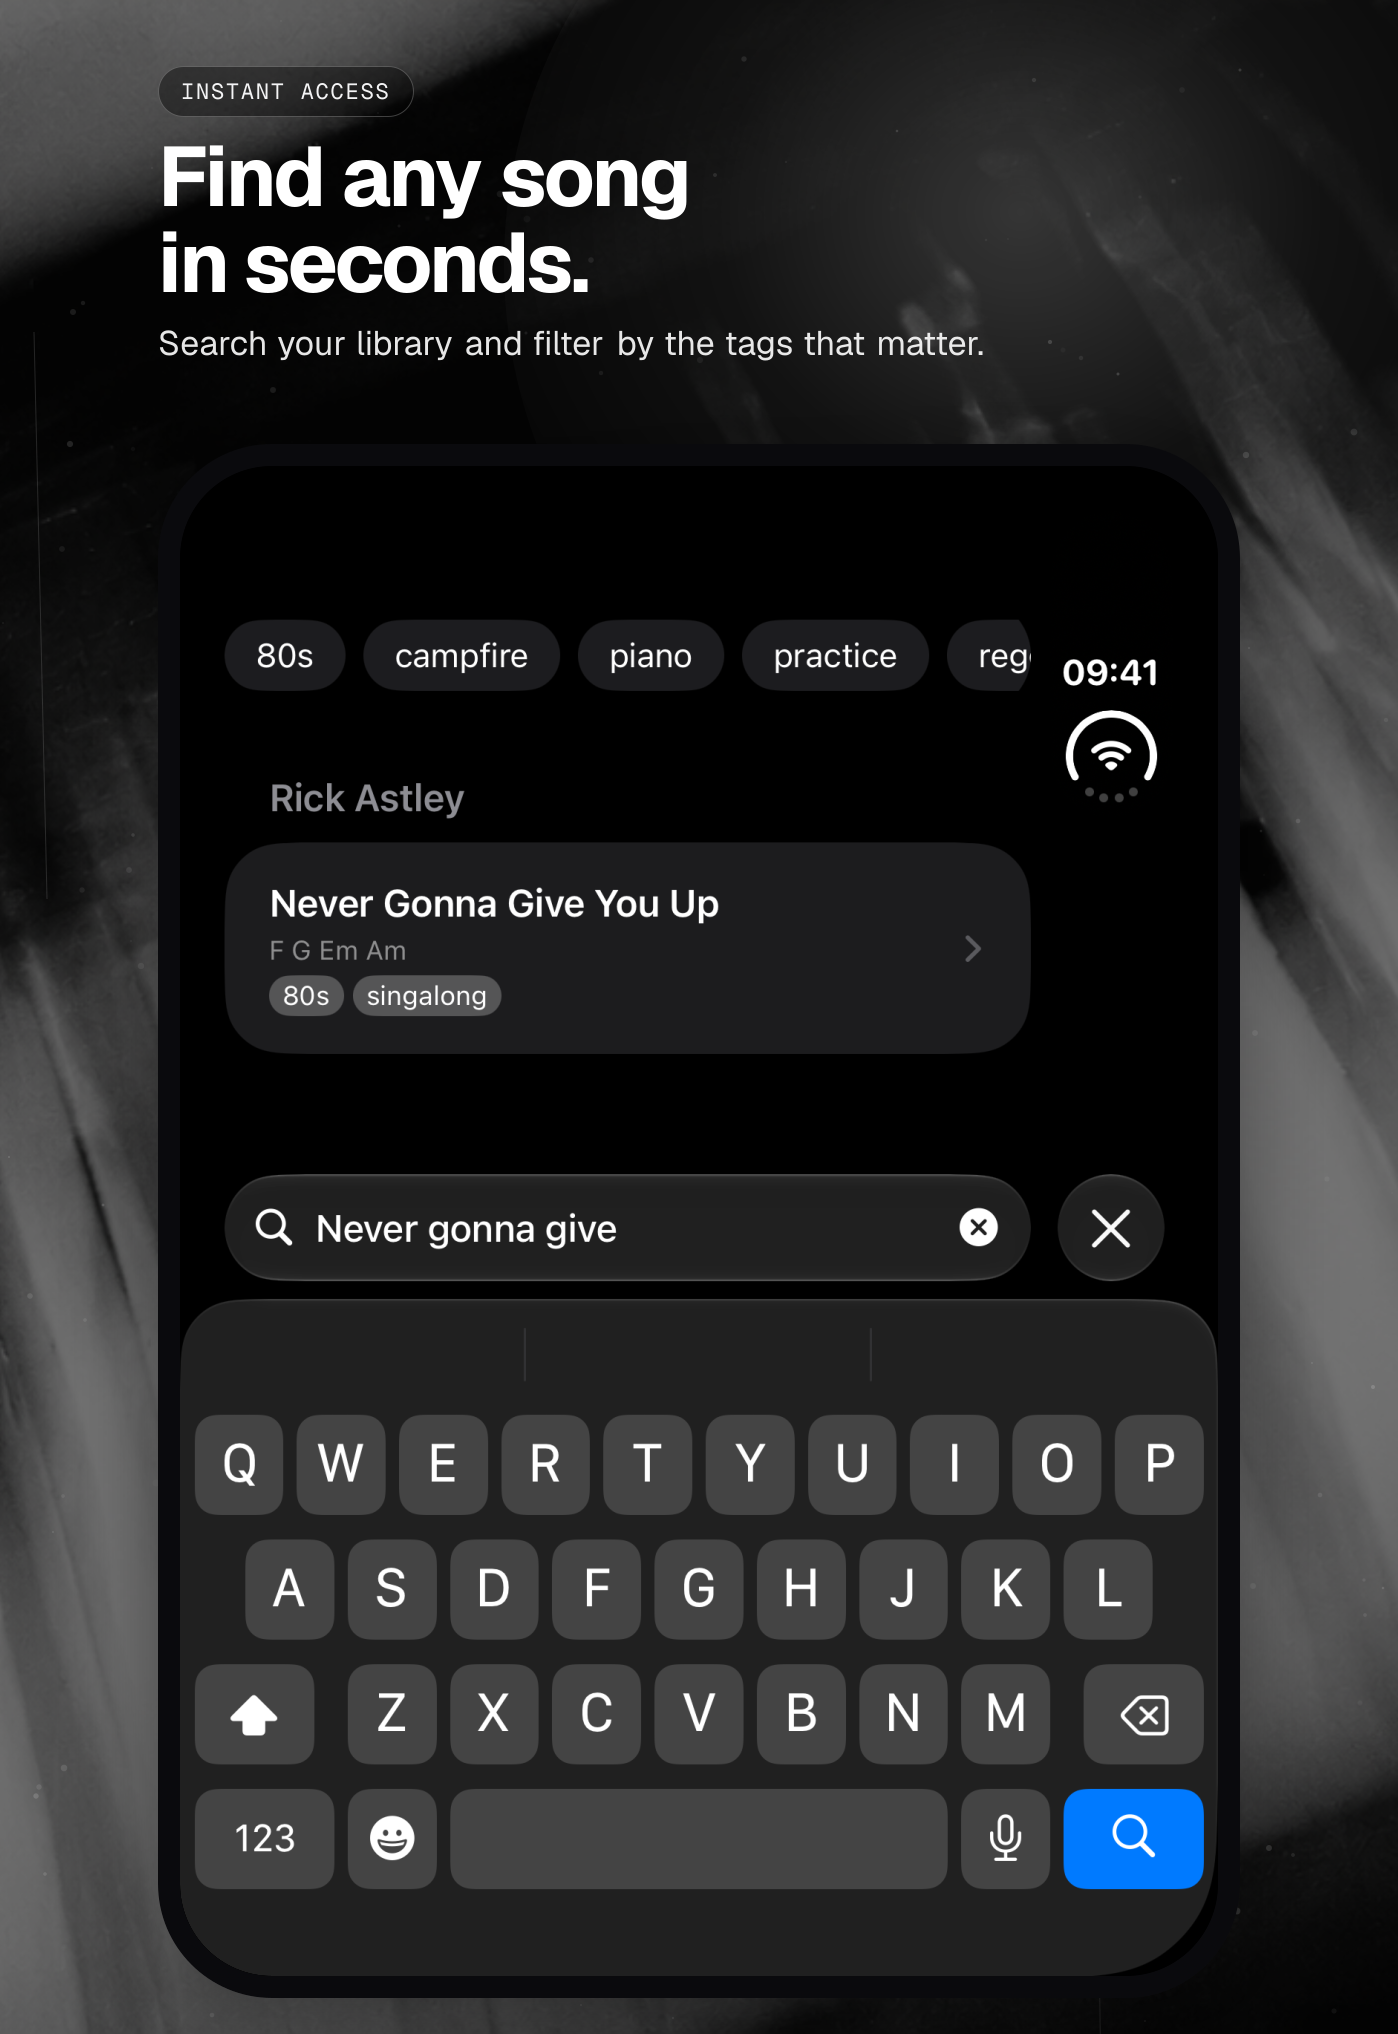 INSTANT ACCESS
Find any song
in seconds.
Search your library and filter by the tags that matter.
80s campfire piano practice
09:41
Rick Astley
Never Gonna Give You Up
F G Em Am
80s singalong
Never gonna give
Q W E R T Y U I O P
A S D F G H J K L
Z X C V B N M
123